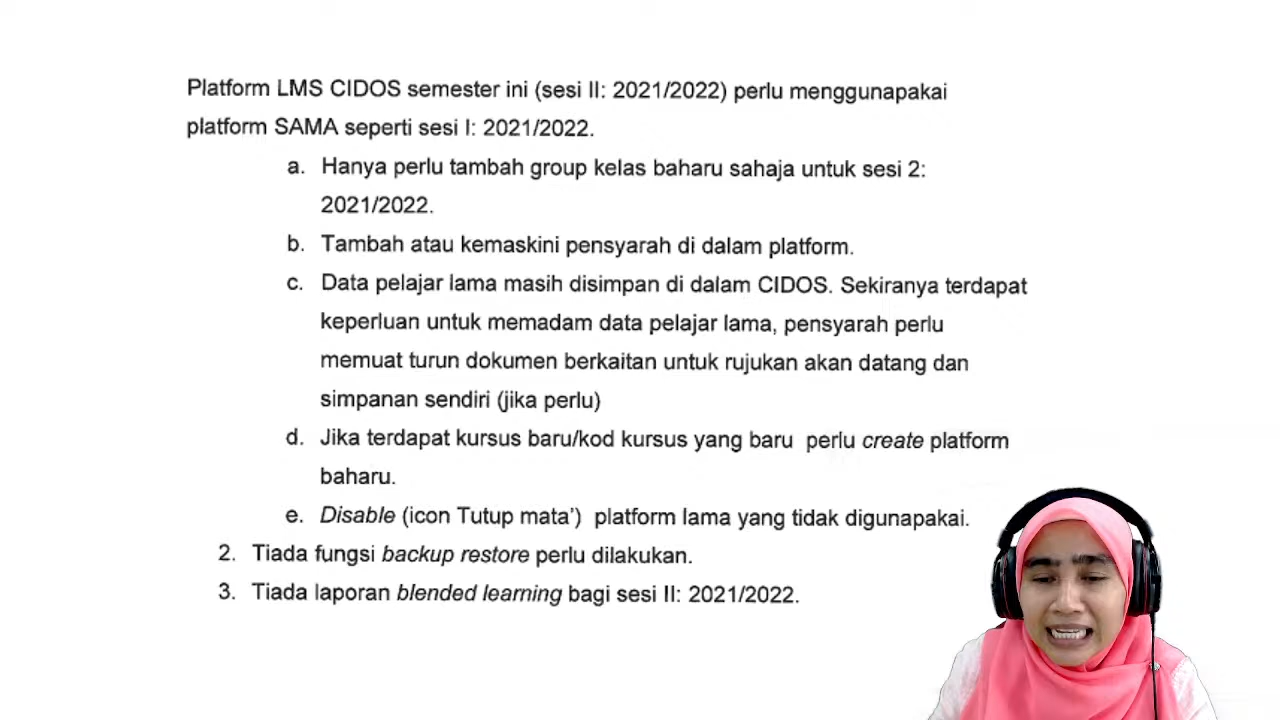 Platform LMS CIDOS semester ini (sesi II: 2021/2022) perlu menggunapakai
platform SAMA seperti sesi I: 2021/2022.
a. Hanya perlu tambah group kelas baharu sahaja untuk sesi 2:
2021/2022.
b. Tambah atau kemaskini pensyarah di dalam platform.
c. Data pelajar lama masih disimpan di dalam CIDOS. Sekiranya terdapat
keperluan untuk memadam data pelajar lama, pensyarah perlu
memuat turun dokumen berkaitan untuk rujukan akan datang dan
simpanan sendiri (jika perlu)
d. Jika terdapat kursus baru/kod kursus yang baru perlu create platform
baharu.
e. Disable (icon Tutup mata’) platform lama yang tidak digunapakai.
2. Tiada fungsi backup restore perlu dilakukan.
3. Tiada laporan blended learning bagi sesi II: 2021/2022.